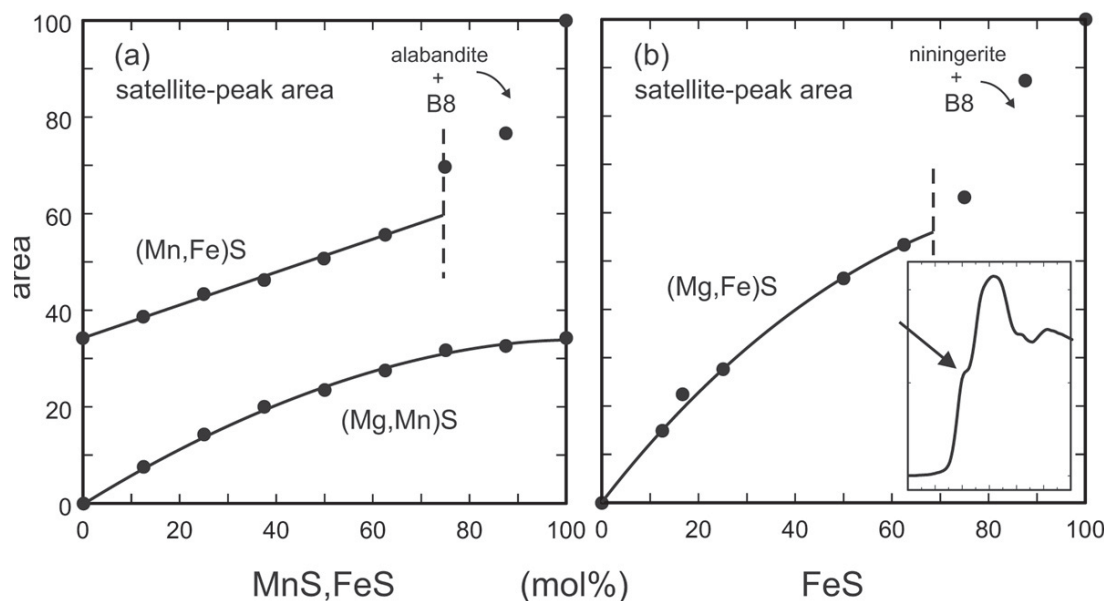 100
80
60
40
20
0
area
(a)
satellite-peak area
alabandite
+
B8
(Mn,Fe)S
(Mg,Mn)S
0 20 40 60 80 100
MnS,FeS
(mol%)
(b)
satellite-peak area
niningerite
+
B8
(Mg,Fe)S
0 20 40 60 80 100
FeS